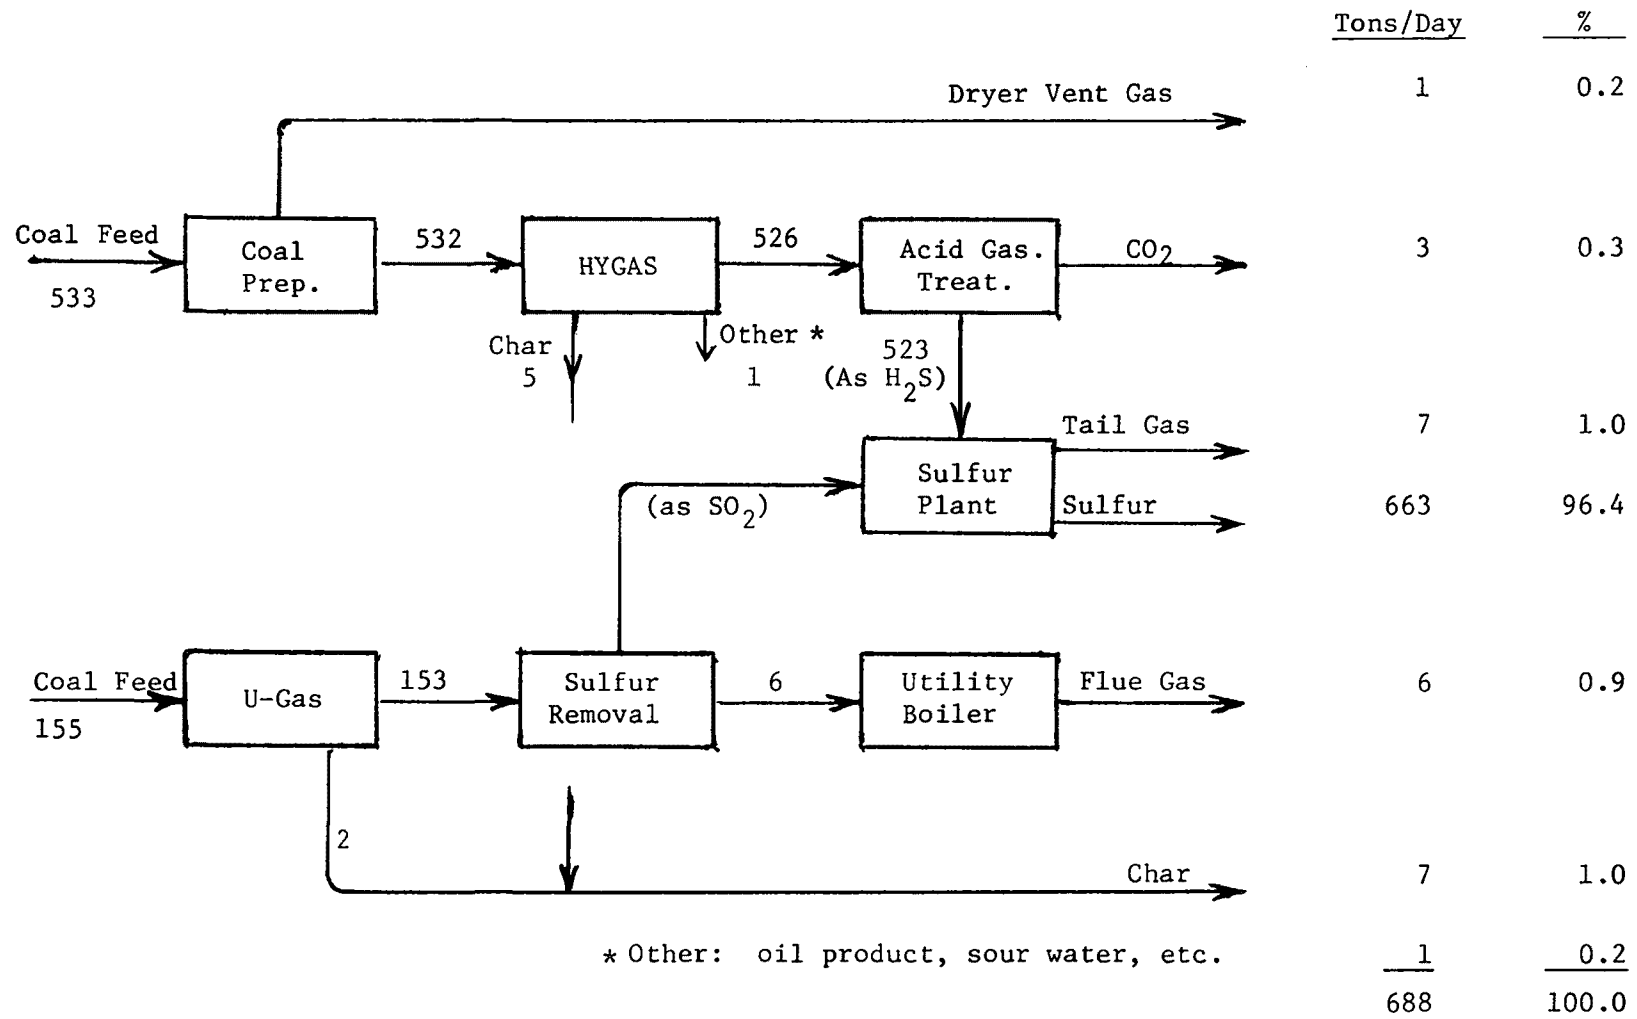 Tons/Day %
Dryer Vent Gas 1 0.2
Coal Feed
533
Coal
Prep.
532
HYGAS
526
Acid Gas.
Treat.
CO2 3 0.3
Char
5
Other *
1
523
(As H2S)
Tail Gas 7 1.0
Sulfur
Plant
(as SO2)
Sulfur 663 96.4
Coal Feed
155
U-Gas
153
Sulfur
Removal
6
Utility
Boiler
Flue Gas 6 0.9
2
Char 7 1.0
* Other: oil product, sour water, etc. 1 0.2
688 100.0